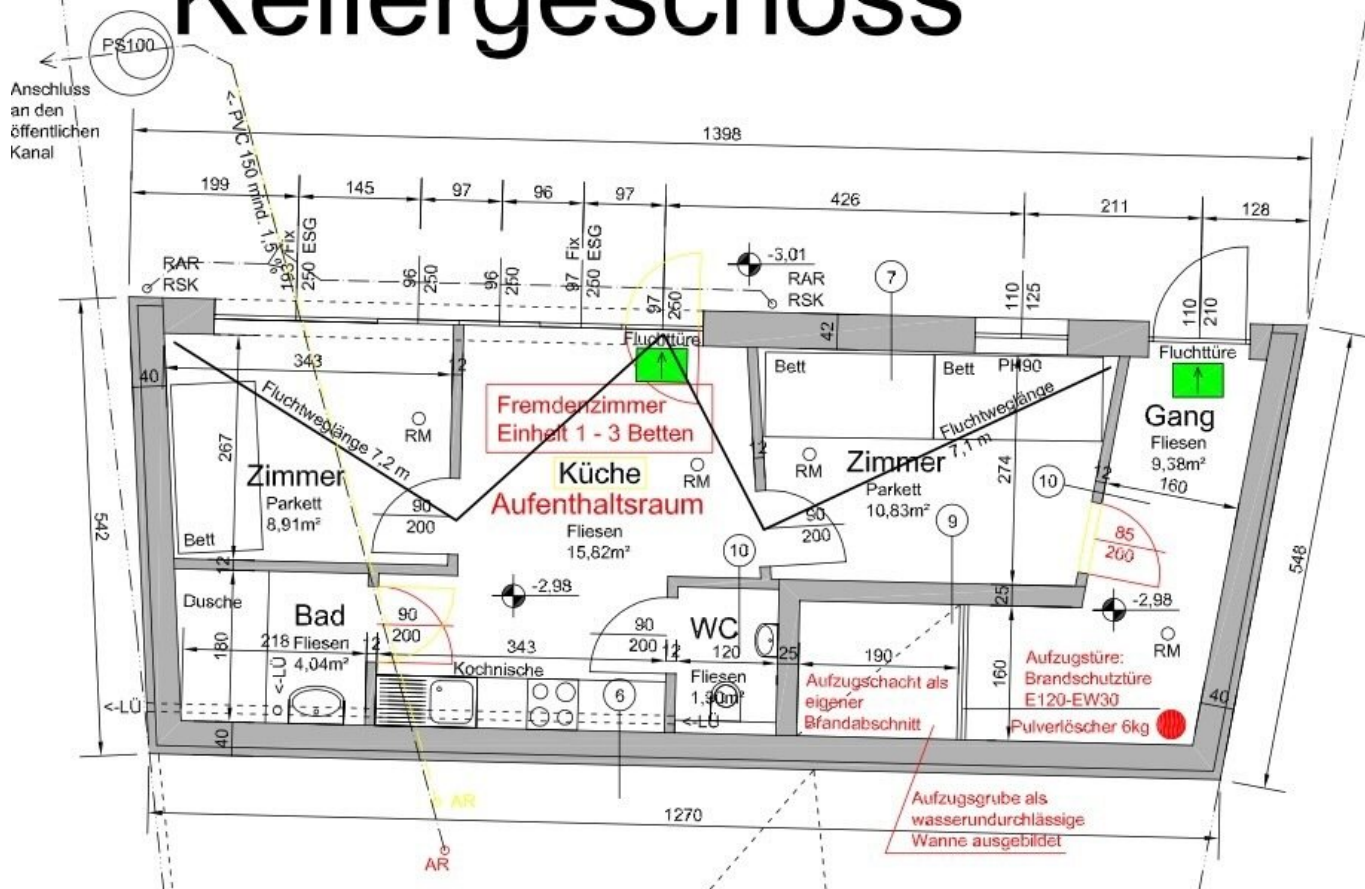 Kellergeschoss
PS100
Anschluss
an den
öffentlichen
Kanal
<- PVC 150 mind. 1,5 %
1398
199
145
97
96
97
426
211
128
193 Fix
250 ESG
96
250
96
250
97 Fix
250 ESG
97
250
-3,01
RAR
RSK
RAR
RSK
7
110
125
110
210
42
40
343
12
Fluchttüre
Fluchttüre
Bett
Bett
PH90
Fluchtweglänge 7,2 m
Fluchtweglänge
7,1 m
Fremdenzimmer
Einheit 1 - 3 Betten
Gang
Fliesen
9,38m²
160
267
RM
Zimmer
Parkett
8,91m²
Bett
Küche
Aufenthaltsraum
Fliesen
15,82m²
RM
12
RM
Zimmer
Parkett
10,83m²
274
12
10
9
10
90
200
90
200
85
200
542
548
12
-2,98
-2,98
25
Dusche
Bad
Fliesen
4,04m²
218
180
12
<-LÜ
<-LÜ
<-LÜ
90
200
343
Kochnische
6
90
200
12
WC
120
Fliesen
25
190
160
Aufzugschacht als
eigener
Brandabschnitt
RM
Aufzugstüre:
Brandschutztüre
E120-EW30
Pulverlöscher 6kg
40
40
1270
AR
AR
Aufzugsgrube als
wasserundurchlässige
Wanne ausgebildet